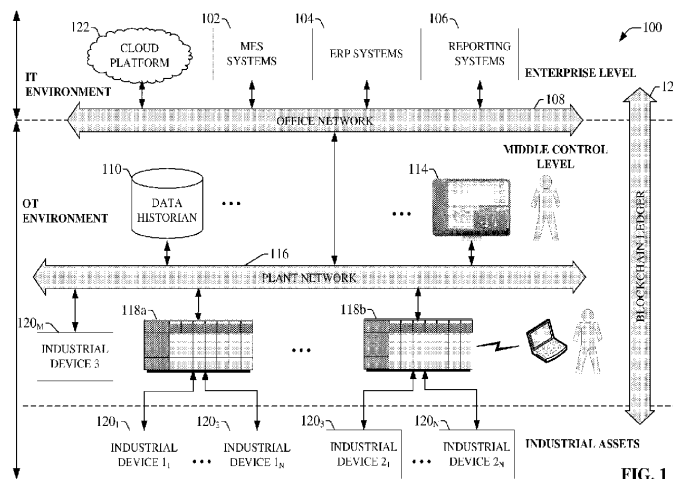 122
CLOUD
PLATFORM
102
MES
SYSTEMS
104
ERP SYSTEMS
106
REPORTING
SYSTEMS
100
IT
ENVIRONMENT
ENTERPRISE LEVEL
108
OFFICE NETWORK
12
MIDDLE CONTROL
LEVEL
110
DATA
HISTORIAN
•••
•••
114
OT
ENVIRONMENT
116
PLANT NETWORK
BLOCKCHAIN LEDGER
120M
INDUSTRIAL
DEVICE 3
118a
•••
118b
1201
INDUSTRIAL
DEVICE 11
•••
1202
INDUSTRIAL
DEVICE 1N
1203
INDUSTRIAL
DEVICE 21
•••
120N
INDUSTRIAL
DEVICE 2N
INDUSTRIAL ASSETS
FIG. 1